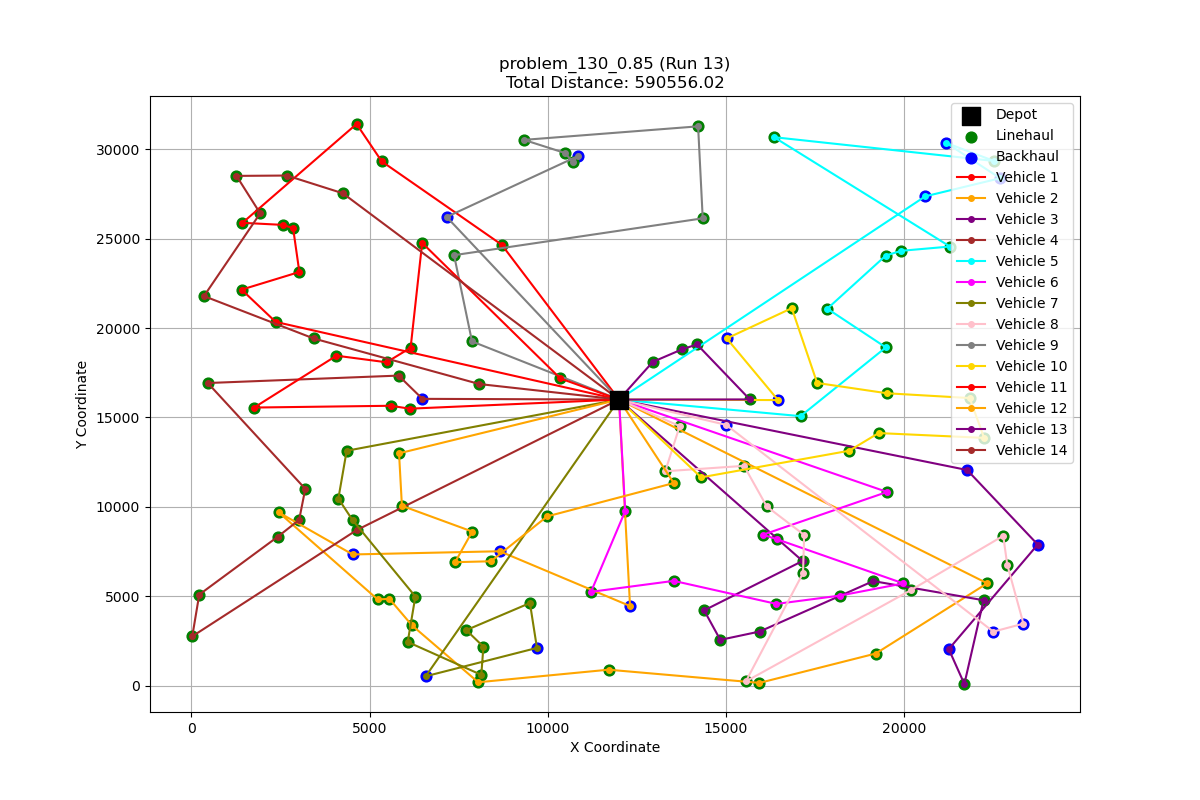 problem_130_0.85 (Run 13)
Total Distance: 590556.02
Depot
Linehaul
Backhaul
Vehicle 1
Vehicle 2
Vehicle 3
Vehicle 4
Vehicle 5
Vehicle 6
Vehicle 7
Vehicle 8
Vehicle 9
Vehicle 10
Vehicle 11
Vehicle 12
Vehicle 13
Vehicle 14
Y Coordinate
30000
25000
20000
15000
10000
5000
0
0 5000 10000 15000 20000
X Coordinate